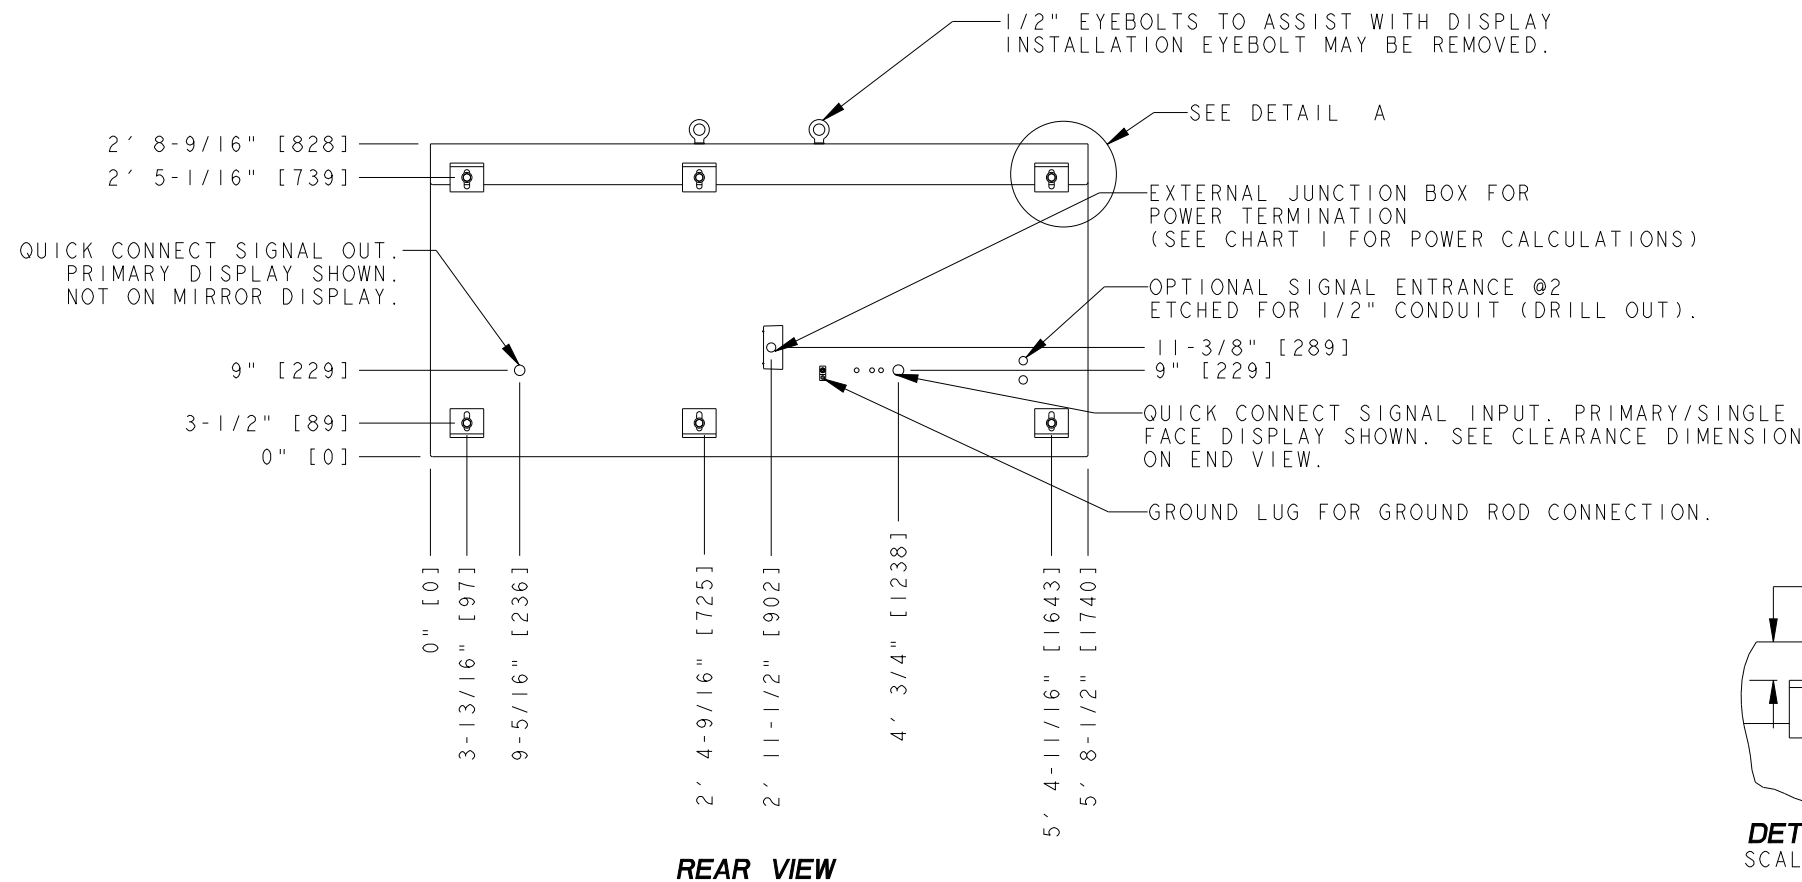 1/2" EYEBOLTS TO ASSIST WITH DISPLAY
INSTALLATION EYEBOLT MAY BE REMOVED.
SEE DETAIL A
2' 8-9/16" [828]
2' 5-1/16" [739]
EXTERNAL JUNCTION BOX FOR
POWER TERMINATION
(SEE CHART 1 FOR POWER CALCULATIONS)
QUICK CONNECT SIGNAL OUT.
PRIMARY DISPLAY SHOWN.
NOT ON MIRROR DISPLAY.
OPTIONAL SIGNAL ENTRANCE @2
ETCHED FOR 1/2" CONDUIT (DRILL OUT).
11-3/8" [289]
9" [229]
9" [229]
3-1/2" [89]
0" [0]
QUICK CONNECT SIGNAL INPUT. PRIMARY/SINGLE
FACE DISPLAY SHOWN. SEE CLEARANCE DIMENSION
ON END VIEW.
GROUND LUG FOR GROUND ROD CONNECTION.
0" [0]
3-13/16" [97]
9-5/16" [236]
2' 4-9/16" [725]
2' 11-1/2" [902]
4' 3/4" [1238]
5' 4-11/16" [1643]
5' 8-1/2" [1740]
REAR VIEW
DET
SCAL